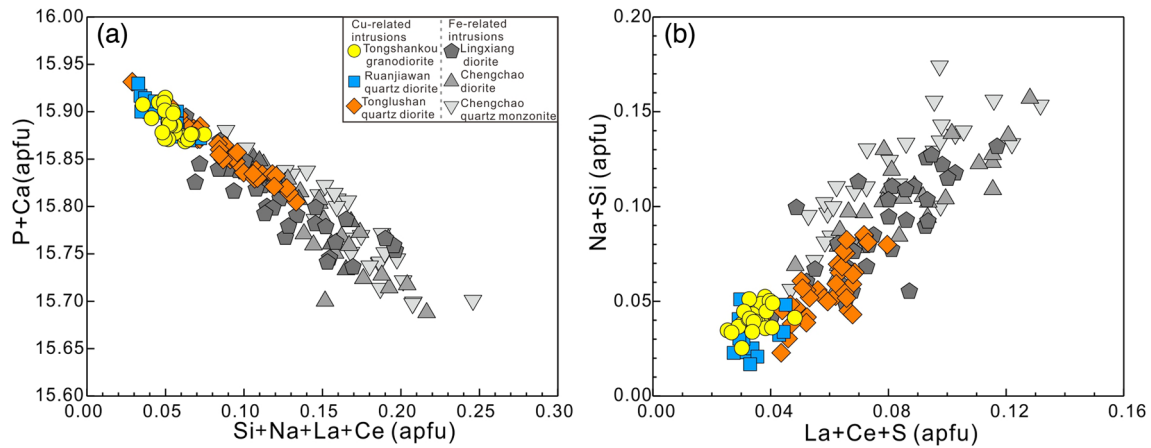 (a)
P+Ca(apfu)
16.00
15.95
15.90
15.85
15.80
15.75
15.70
15.65
15.60
0.00 0.05 0.10 0.15 0.20 0.25 0.30
Si+Na+La+Ce (apfu)
Cu-related intrusions
Tongshankou granodiorite
Ruanjiawan quartz diorite
Tonglushan quartz diorite
Fe-related intrusions
Lingxiang diorite
Chengchao diorite
Chengchao quartz monzonite
(b)
Na+Si (apfu)
0.20
0.15
0.10
0.05
0.00
0.00 0.04 0.08 0.12 0.16
La+Ce+S (apfu)